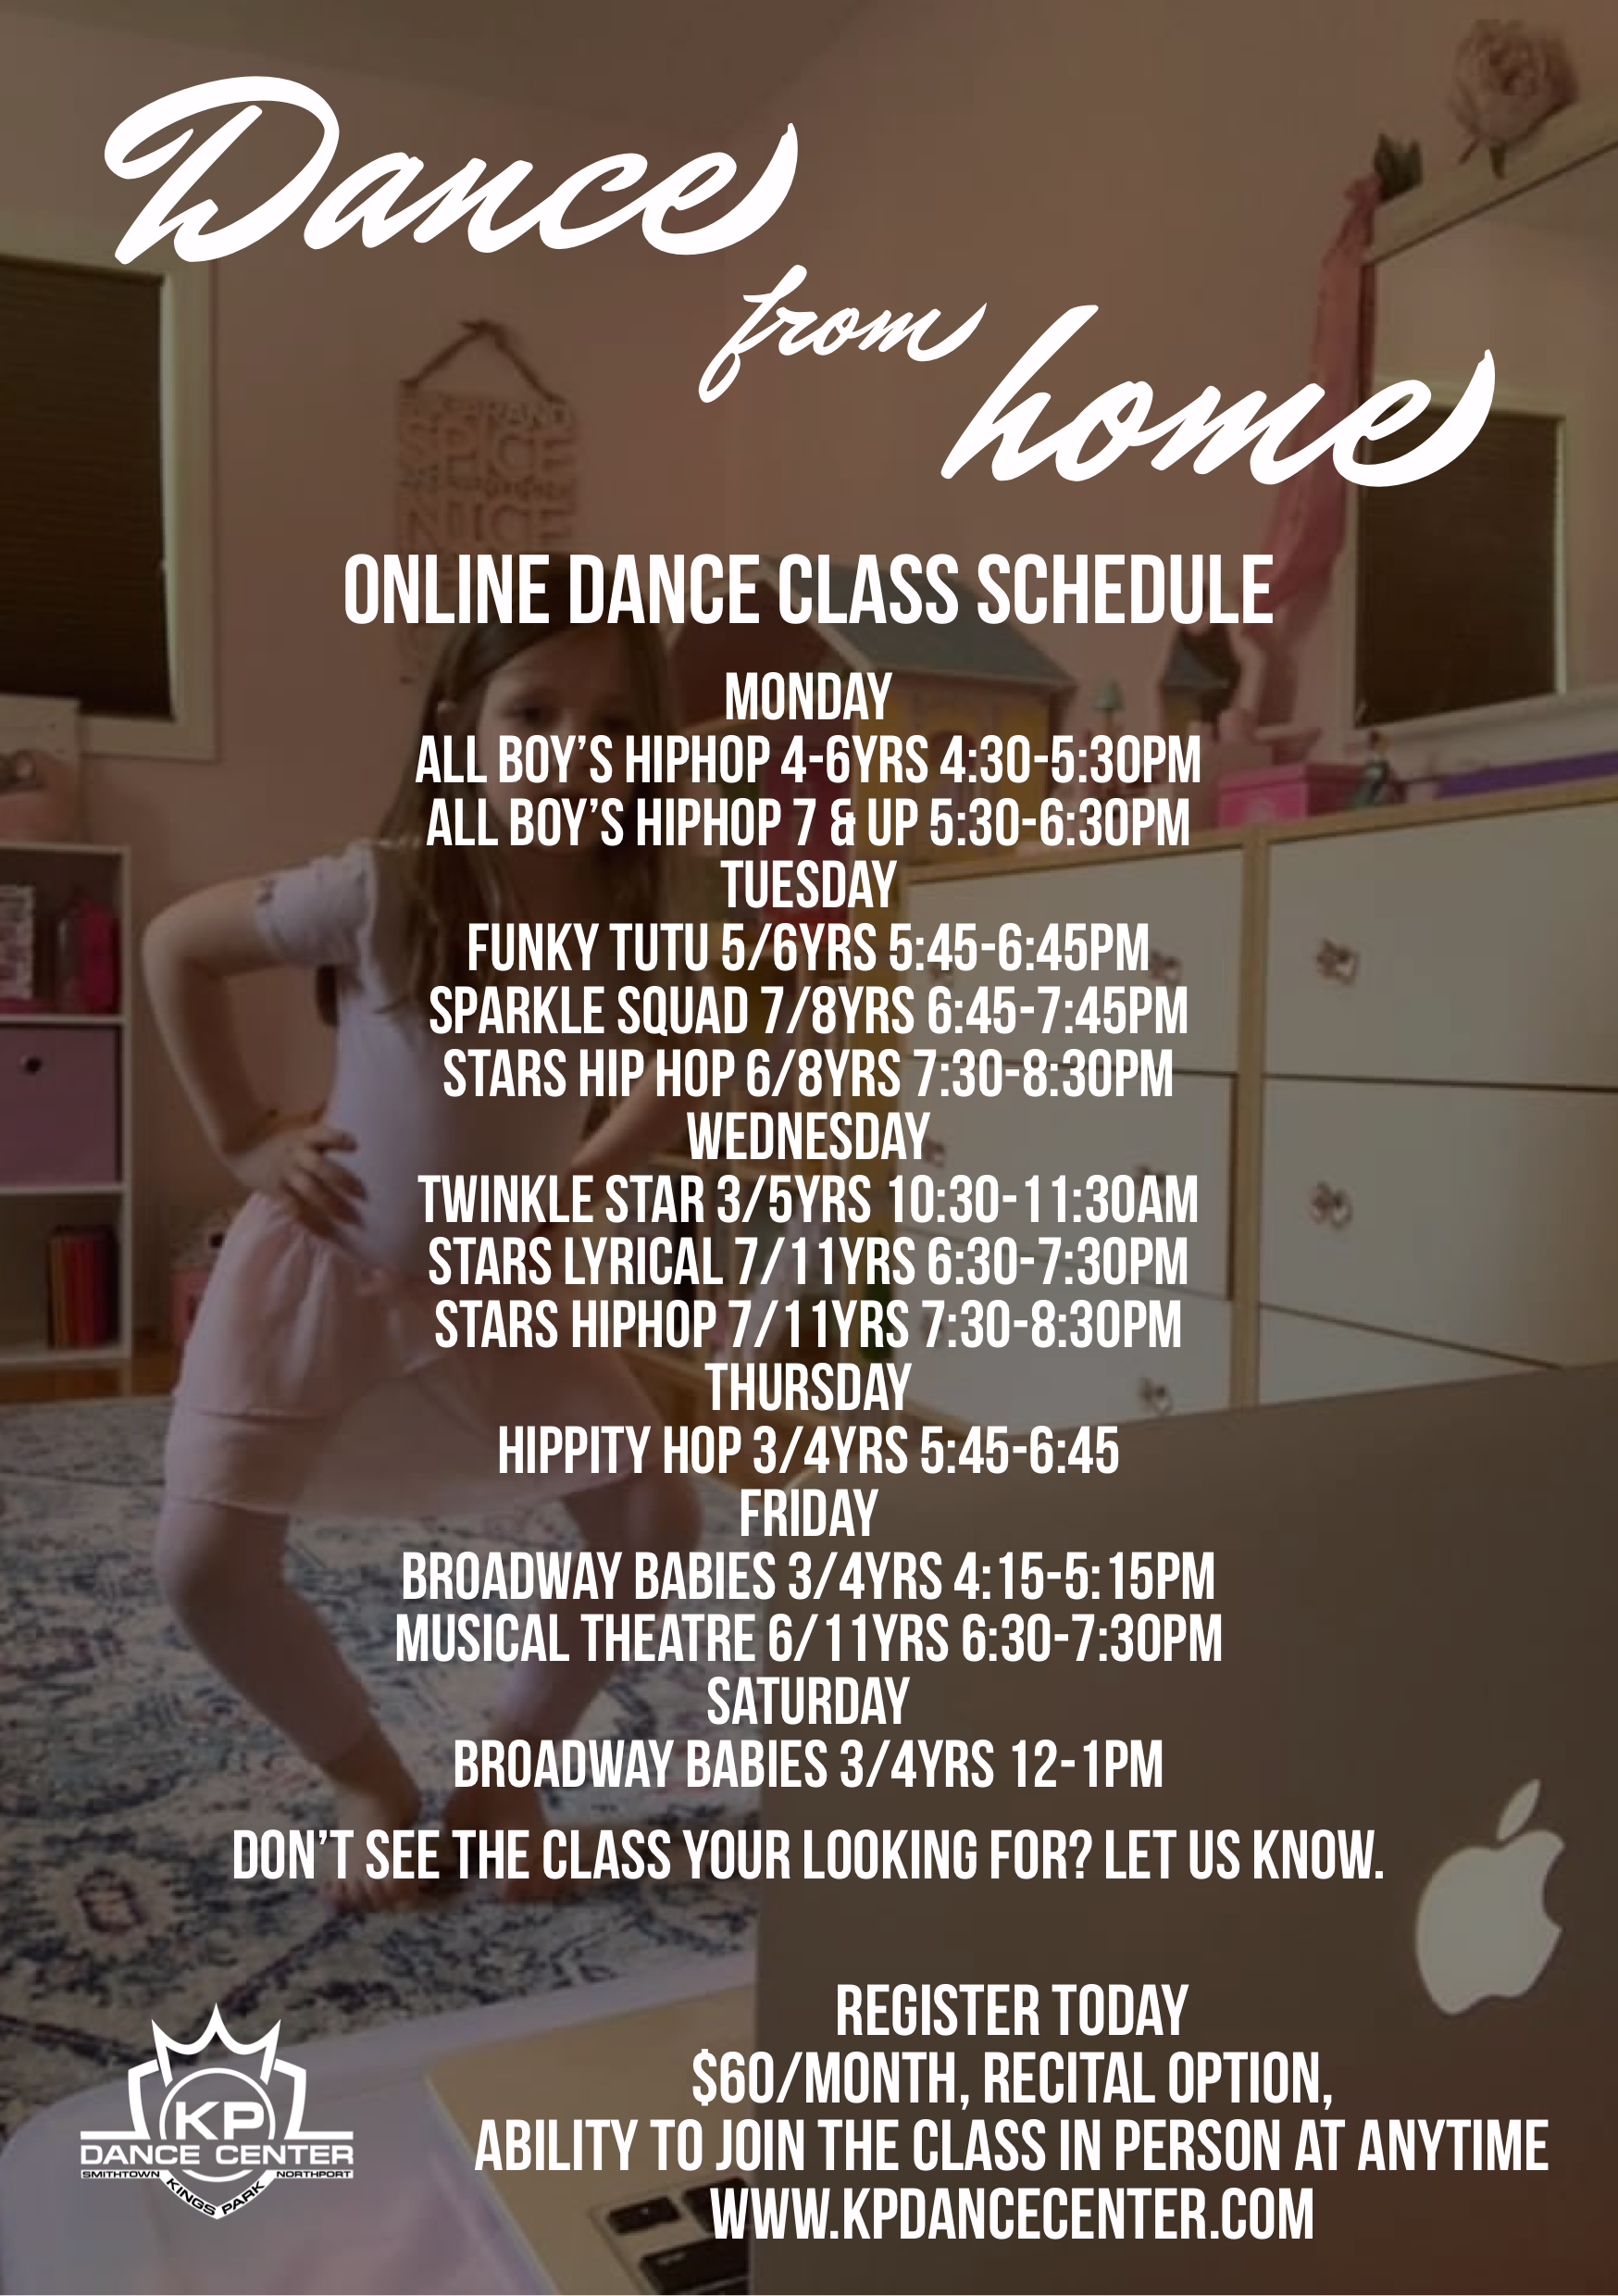 Dance
from
home
SPICE
NICE
ONLINE DANCE CLASS SCHEDULE
MONDAY
ALL BOY'S HIPHOP 4-6YRS 4:30-5:30PM
ALL BOY'S HIPHOP 7 & UP 5:30-6:30PM
TUESDAY
FUNKY TUTU 5/6YRS 5:45-6:45PM
SPARKLE SQUAD 7/8YRS 6:45-7:45PM
STARS HIP HOP 6/8YRS 7:30-8:30PM
WEDNESDAY
TWINKLE STAR 3/5YRS 10:30-11:30AM
STARS LYRICAL 7/11YRS 6:30-7:30PM
STARS HIPHOP 7/11YRS 7:30-8:30PM
THURSDAY
HIPPITY HOP 3/4YRS 5:45-6:45
FRIDAY
BROADWAY BABIES 3/4YRS 4:15-5:15PM
MUSICAL THEATRE 6/11YRS 6:30-7:30PM
SATURDAY
BROADWAY BABIES 3/4YRS 12-1PM
DON'T SEE THE CLASS YOUR LOOKING FOR? LET US KNOW.
REGISTER TODAY
$60/MONTH, RECITAL OPTION,
ABILITY TO JOIN THE CLASS IN PERSON AT ANYTIME
WWW.KPDANCECENTER.COM
KP
DANCE CENTER
SMITHTOWN NORTHPORT
KINGS PARK